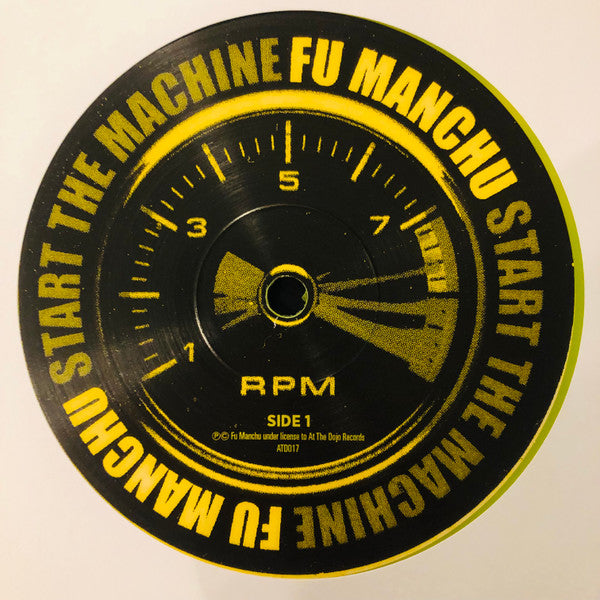 START THE MACHINE FU MANCHU START THE MACHINE FU MANCHU
1
3
5
7
RPM
SIDE 1
℗© Fu Manchu under license to At The Dojo Records
ATD017